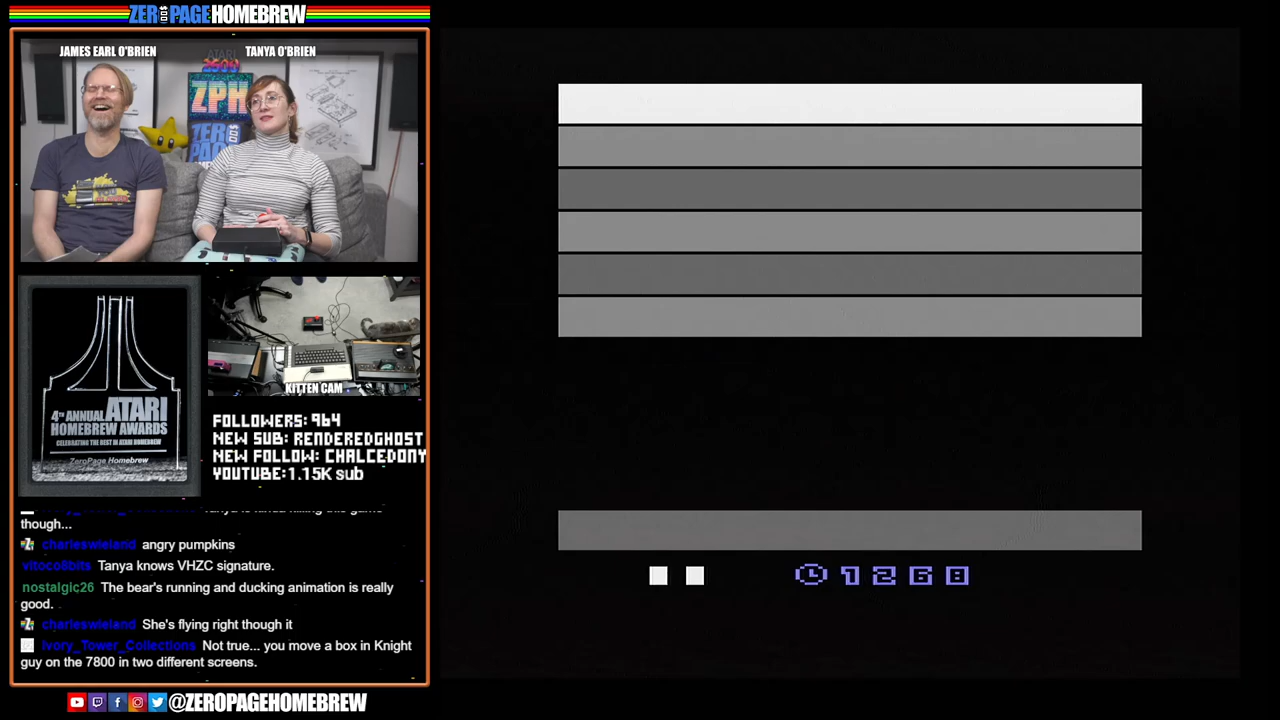 ZEROPAGE HOMEBREW
JAMES EARL O'BRIEN
TANYA O'BRIEN
ATARI
2600
ZPH
ZERO
PAGE
4TH ANNUAL ATARI
HOMEBREW AWARDS
CELEBRATING THE BEST IN ATARI HOMEBREW
ZeroPage Homebrew
KITTEN CAM
FOLLOWERS: 964
NEW SUB: RENDEREDGHOST
NEW FOLLOW: CHALCEDONY
YOUTUBE: 1.15K sub
though...
charleswieland angry pumpkins
vitoco8bits Tanya knows VHZC signature.
nostalgic26 The bear's running and ducking animation is really
good.
charleswieland She's flying right though it
Ivory_Tower_Collections Not true... you move a box in Knight
guy on the 7800 in two different screens.
@ZEROPAGEHOMEBREW
1268